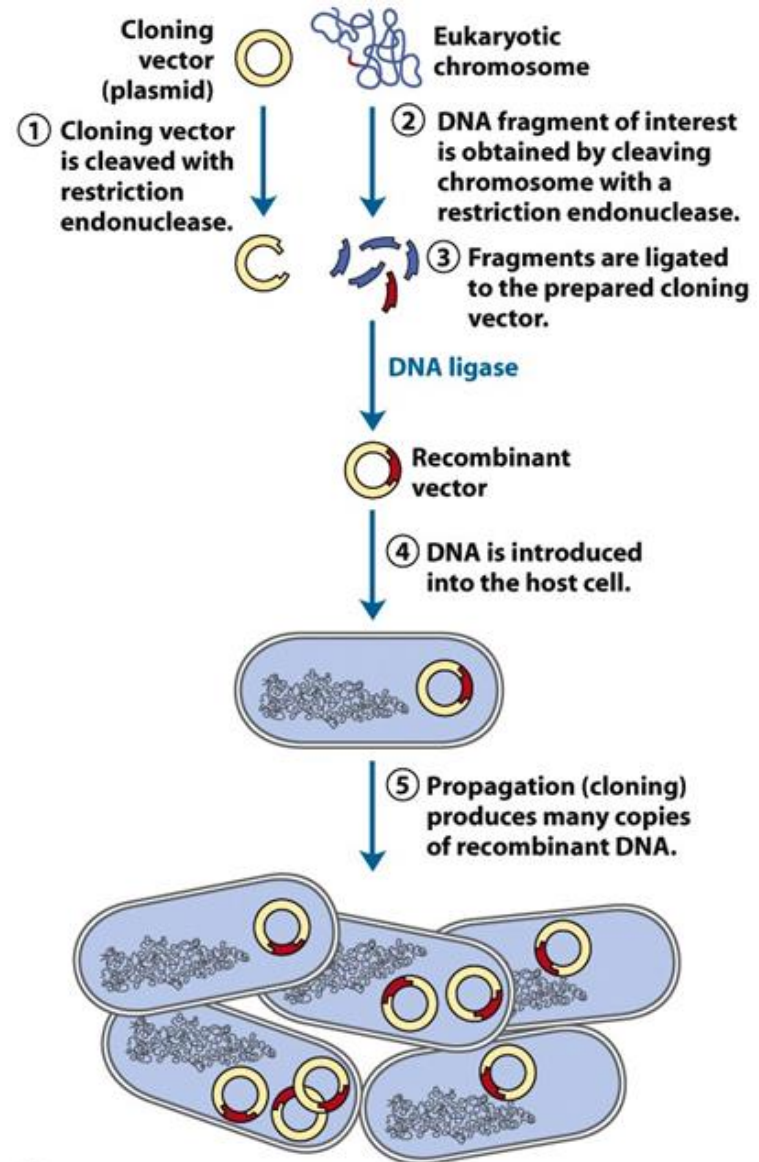 Cloning
vector
(plasmid)
Eukaryotic
chromosome
① Cloning vector
is cleaved with
restriction
endonuclease.
② DNA fragment of interest
is obtained by cleaving
chromosome with a
restriction endonuclease.
③ Fragments are ligated
to the prepared cloning
vector.
DNA ligase
Recombinant
vector
④ DNA is introduced
into the host cell.
⑤ Propagation (cloning)
produces many copies
of recombinant DNA.